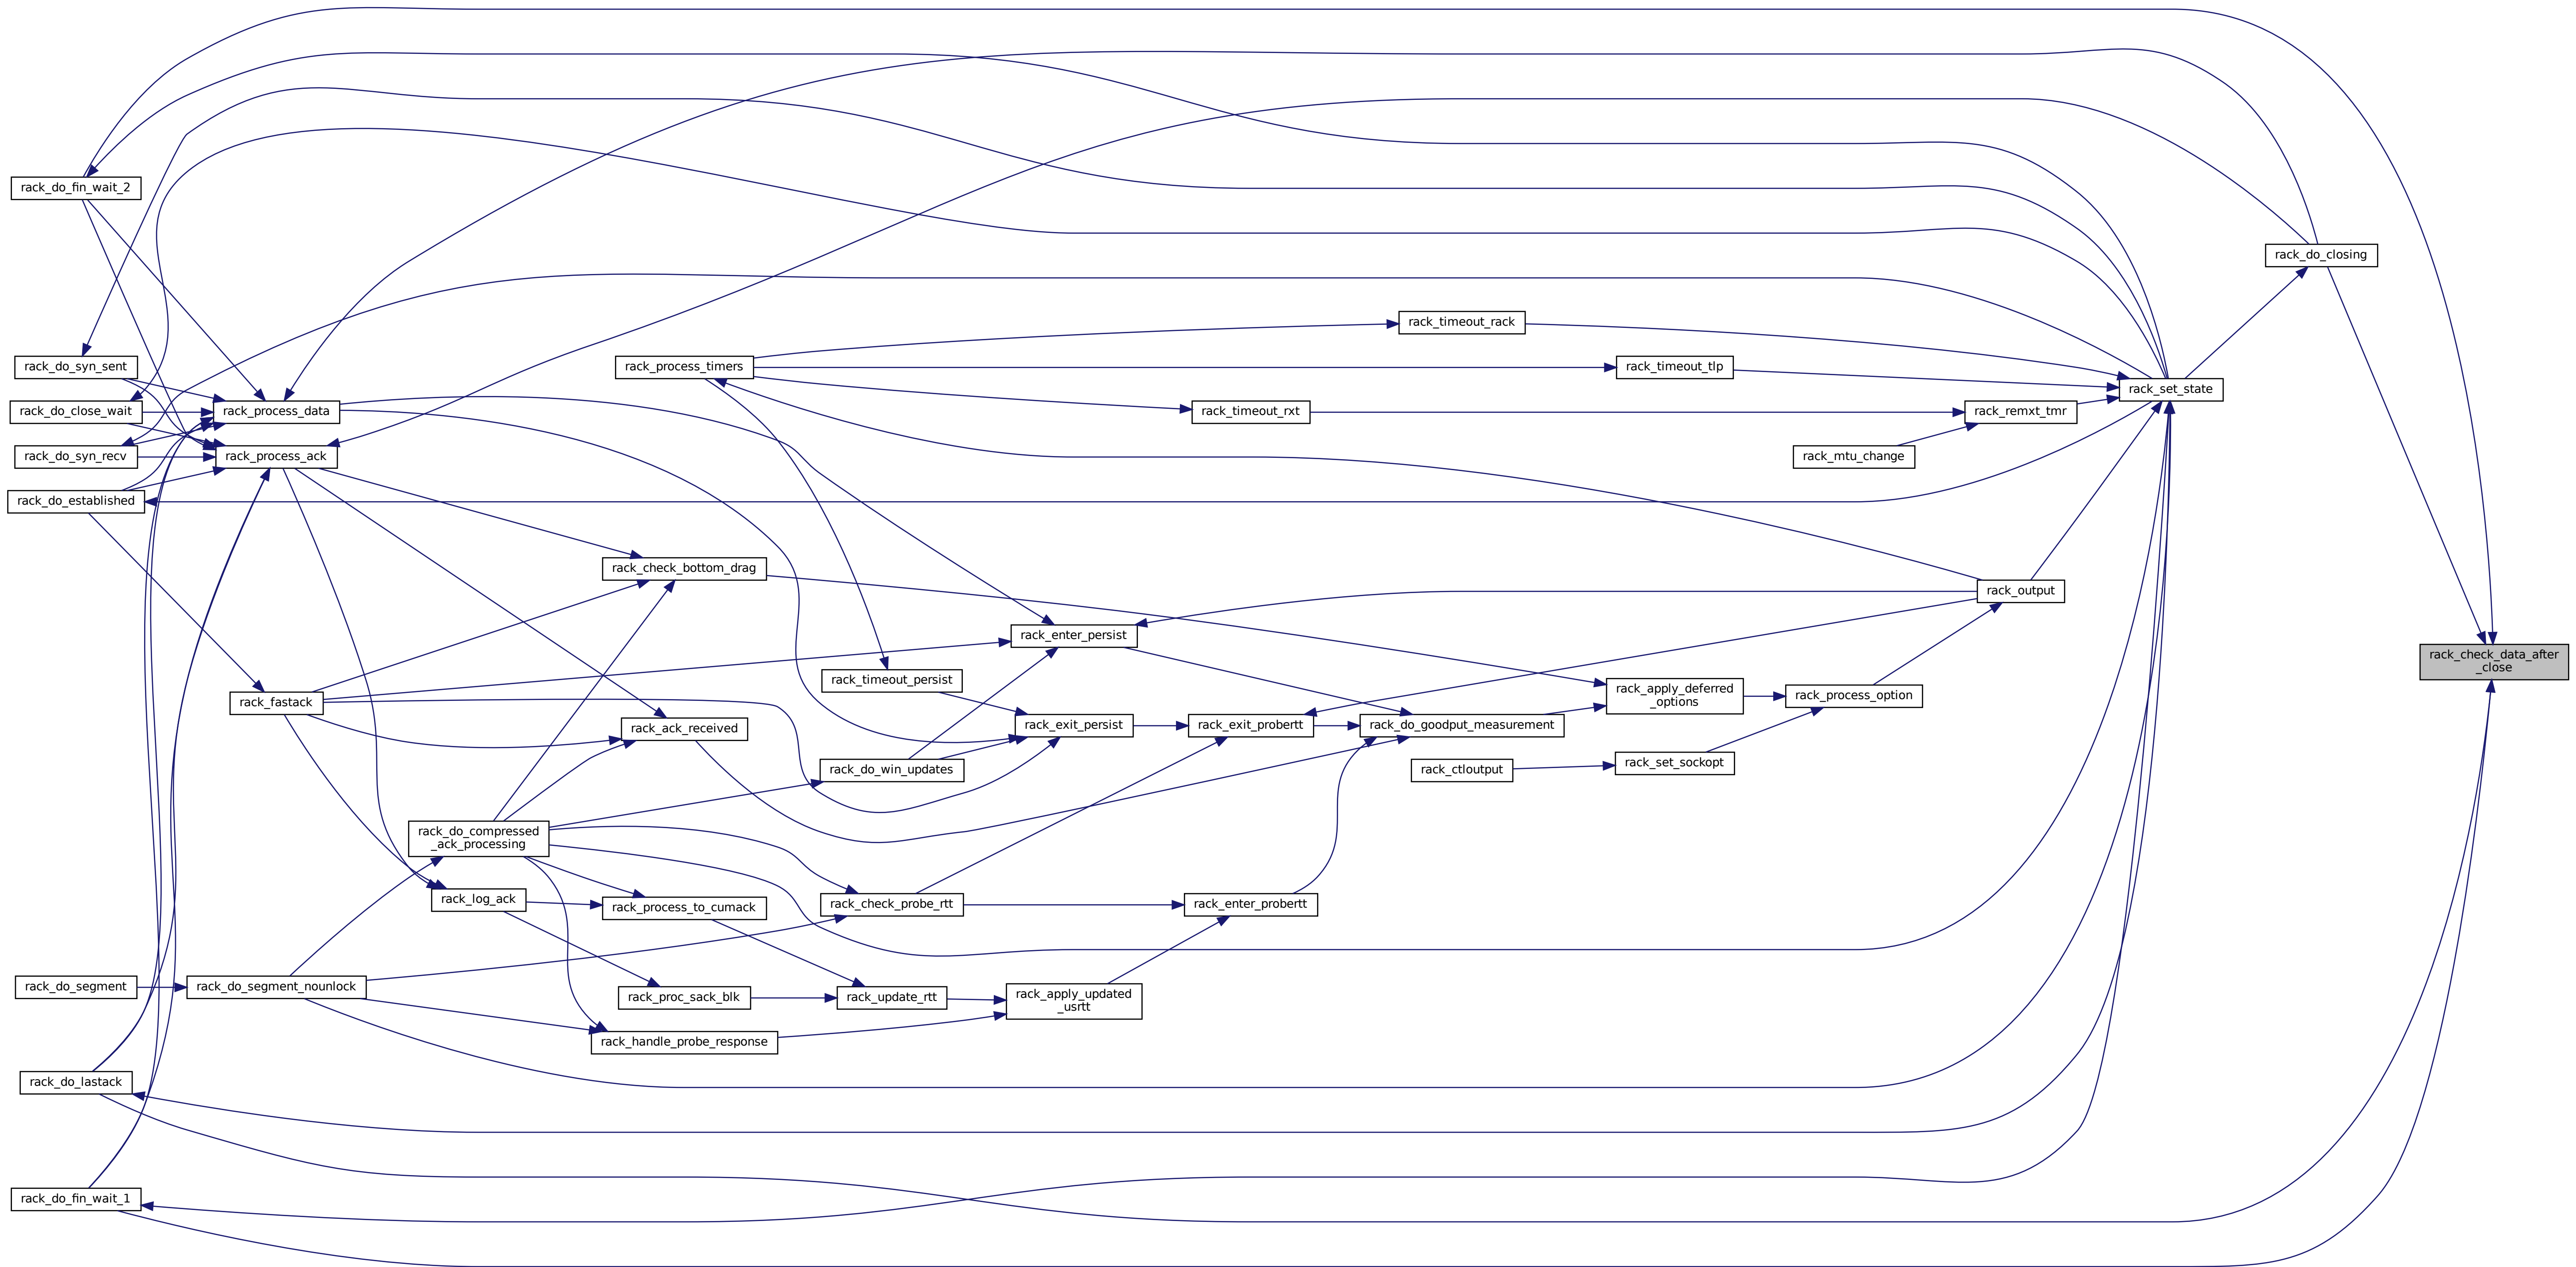 rack_do_fin_wait_2
rack_do_closing
rack_timeout_rack
rack_do_syn_sent
rack_process_timers
rack_timeout_tlp
rack_set_state
rack_do_close_wait
rack_process_data
rack_timeout_rxt
rack_remxt_tmr
rack_do_syn_recv
rack_process_ack
rack_mtu_change
rack_do_established
rack_check_bottom_drag
rack_output
rack_enter_persist
rack_check_data_after
_close
rack_timeout_persist
rack_fastack
rack_apply_deferred
_options
rack_process_option
rack_ack_received
rack_exit_persist
rack_exit_probertt
rack_do_goodput_measurement
rack_do_win_updates
rack_ctloutput
rack_set_sockopt
rack_do_compressed
_ack_processing
rack_log_ack
rack_process_to_cumack
rack_check_probe_rtt
rack_enter_probertt
rack_do_segment
rack_do_segment_nounlock
rack_proc_sack_blk
rack_update_rtt
rack_apply_updated
_usrtt
rack_handle_probe_response
rack_do_lastack
rack_do_fin_wait_1